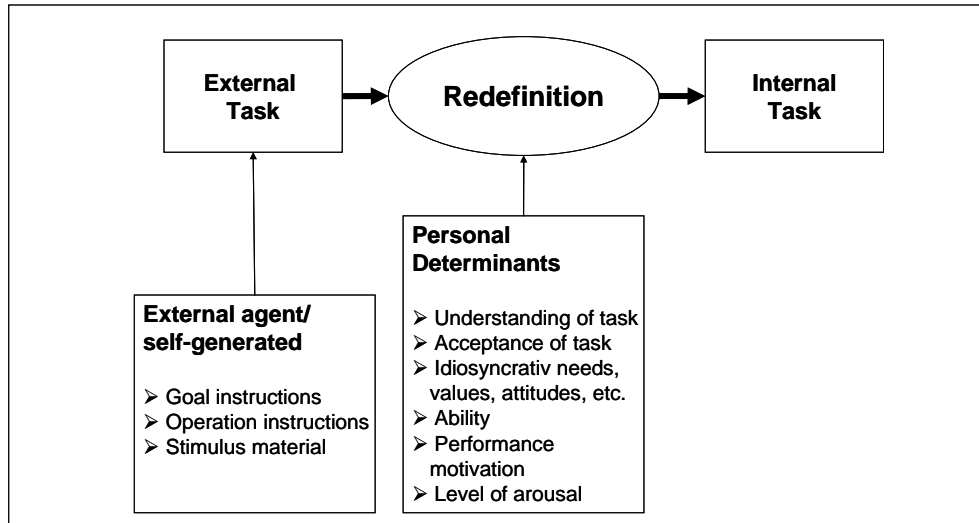 External
Task
Redefinition
Internal
Task
External agent/
self-generated
➢ Goal instructions
➢ Operation instructions
➢ Stimulus material
Personal
Determinants
➢ Understanding of task
➢ Acceptance of task
➢ Idiosyncrativ needs,
values, attitudes, etc.
➢ Ability
➢ Performance
motivation
➢ Level of arousal